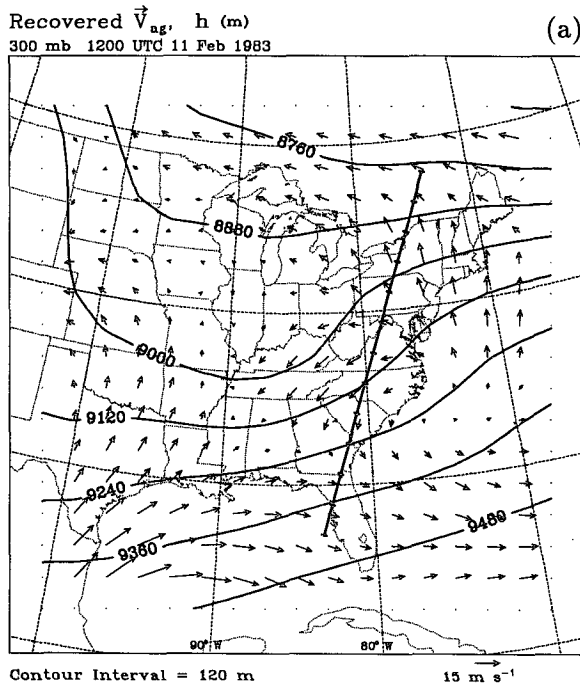 Recovered V⃗ₙg, h (m)
(a)
300 mb 1200 UTC 11 Feb 1983
8760
8880
9000
9120
9240
9360
9480
90° W
80° W
Contour Interval = 120 m
15 m s⁻¹